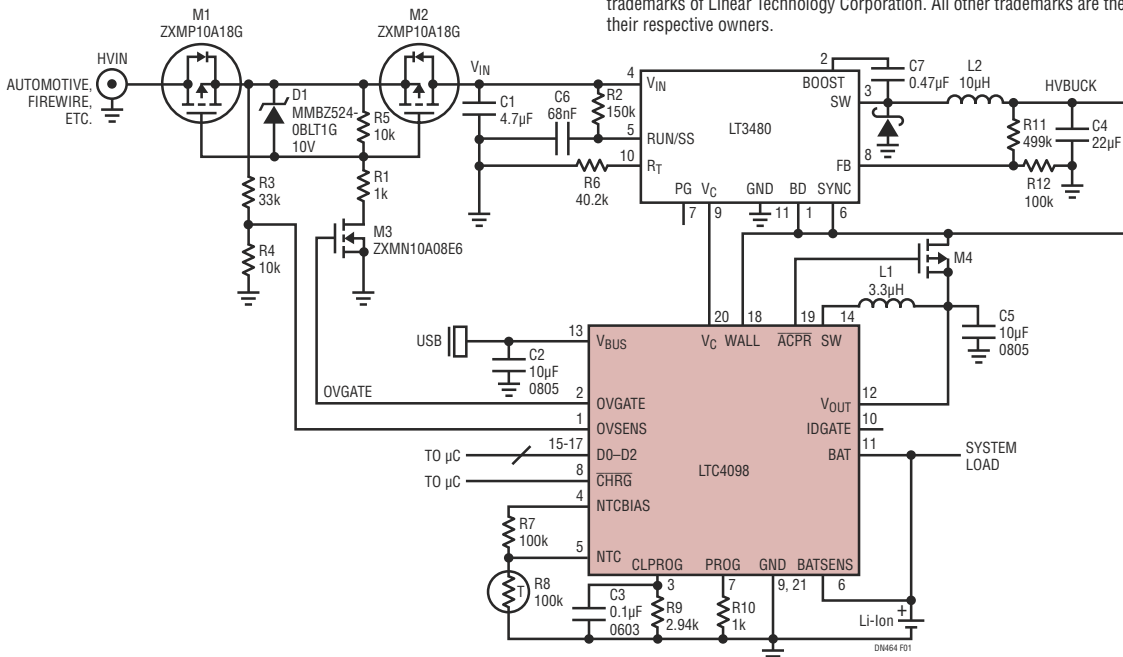 trademarks of Linear Technology Corporation. All other trademarks are the
their respective owners.
M1
ZXMP10A18G
M2
ZXMP10A18G
HVIN
AUTOMOTIVE,
FIREWIRE,
ETC.
D1
MMBZ524-
0BLT1G
10V
R5
10k
R1
1k
R3
33k
R4
10k
M3
ZXMN10A08E6
VIN
C1
4.7µF
C6
68nF
R2
150k
R6
40.2k
4
VIN
5
RUN/SS
10
RT
LT3480
2
BOOST
3
SW
8
FB
PG
VC
GND
BD
SYNC
7
9
11
1
6
C7
0.47µF
L2
10µH
HVBUCK
R11
499k
C4
22µF
R12
100k
M4
L1
3.3µH
C5
10µF
0805
USB
C2
10µF
0805
OVGATE
13
VBUS
20
VC
18
WALL
19
ACPR
14
SW
2
OVGATE
1
OVSENS
TO µC
15-17
D0–D2
TO µC
8
CHRG
4
NTCBIAS
5
NTC
LTC4098
12
VOUT
10
IDGATE
11
BAT
SYSTEM
LOAD
R7
100k
T
R8
100k
CLPROG
3
PROG
7
GND
9, 21
BATSENS
6
C3
0.1µF
0603
R9
2.94k
R10
1k
Li-Ion
+
DN464 F01